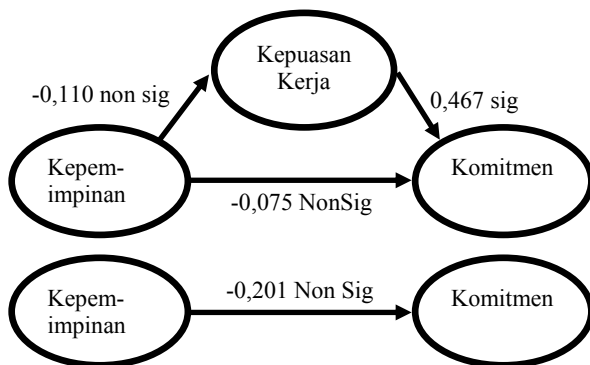 Kepuasan
Kerja
-0,110 non sig
0,467 sig
Kepem-
impinan
Komitmen
-0,075 NonSig
Kepem-
impinan
-0,201 Non Sig
Komitmen